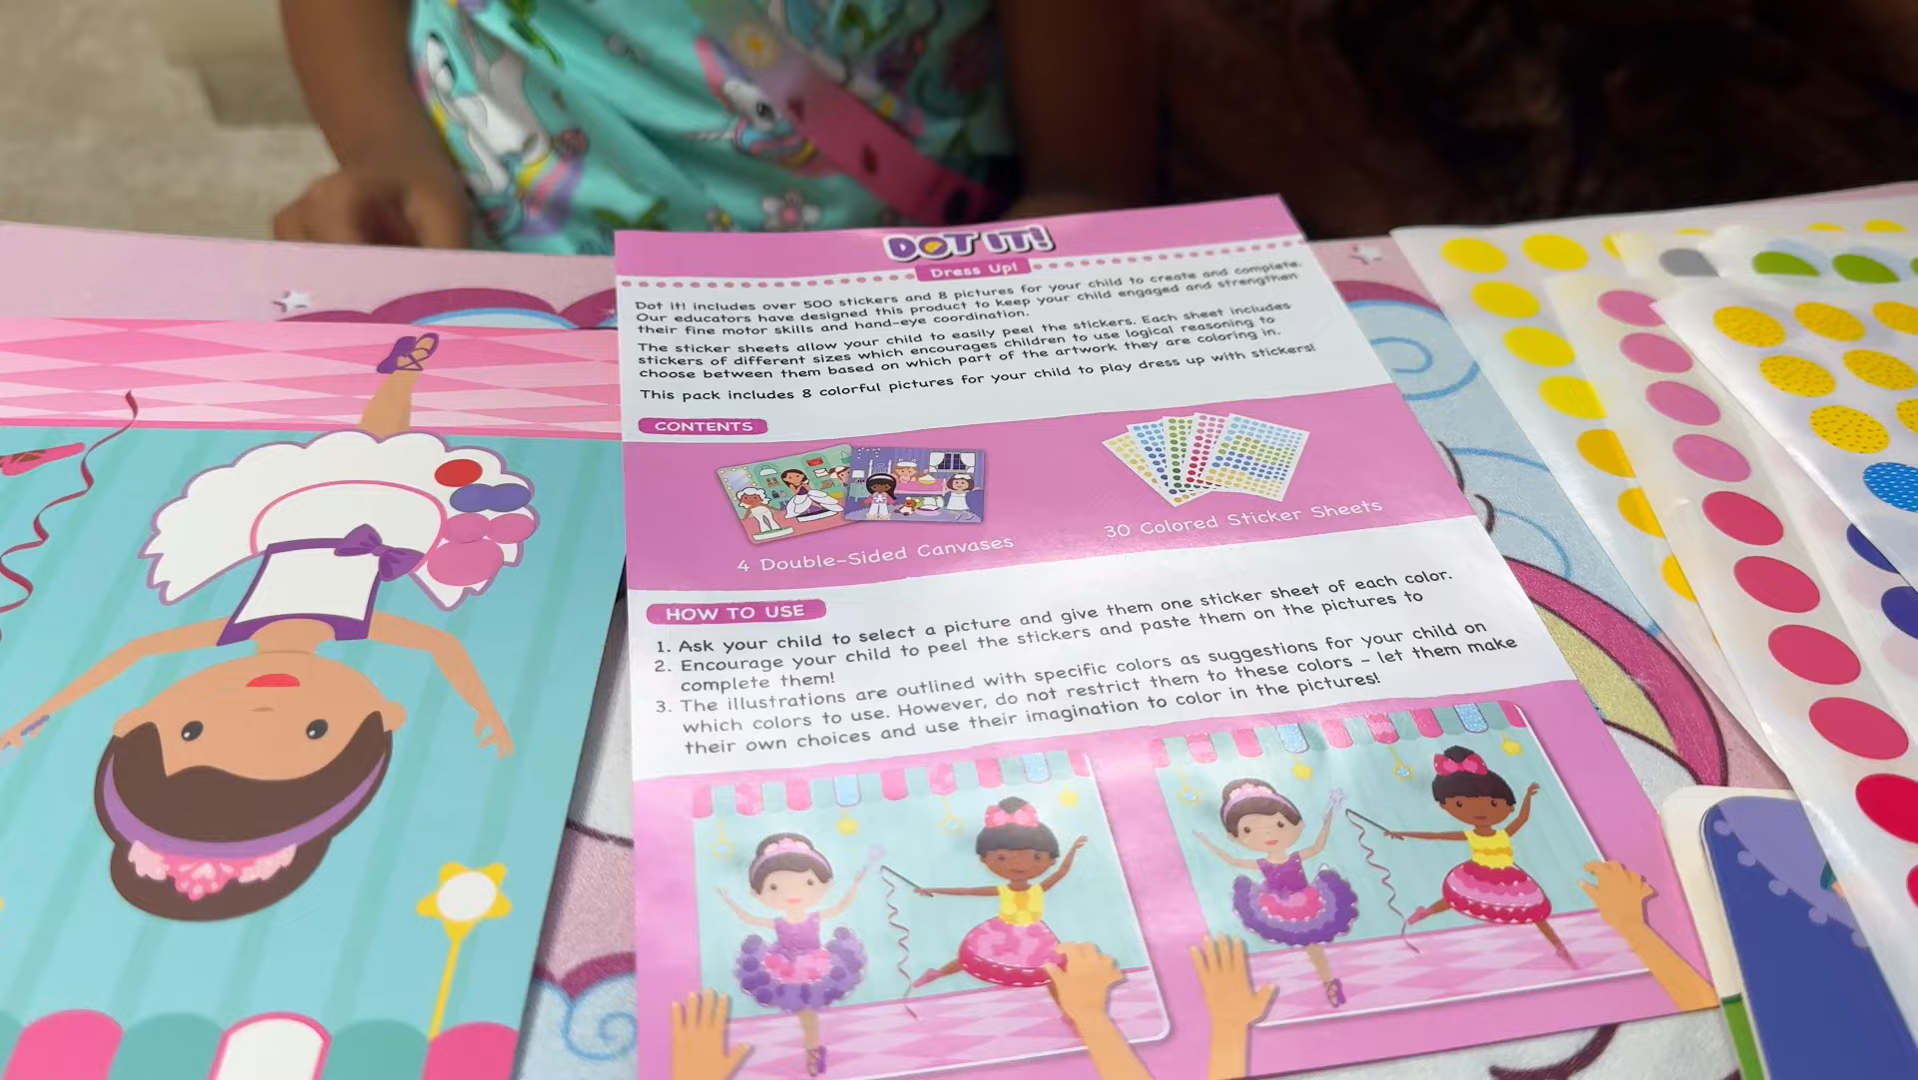 DOT IT!
Dress Up!
Dot it! includes over 500 stickers and 8 pictures for your child to create and complete.
Our educators have designed this product to keep your child engaged and strengthen
their fine motor skills and hand-eye coordination.
The sticker sheets allow your child to easily peel the stickers. Each sheet includes
stickers of different sizes which encourages children to use logical reasoning to
choose between them based on which part of the artwork they are coloring in.
This pack includes 8 colorful pictures for your child to play dress up with stickers!
CONTENTS
4 Double-Sided Canvases
30 Colored Sticker Sheets
HOW TO USE
1. Ask your child to select a picture and give them one sticker sheet of each color.
2. Encourage your child to peel the stickers and paste them on the pictures to
complete them!
3. The illustrations are outlined with specific colors as suggestions for your child on
which colors to use. However, do not restrict them to these colors – let them make
their own choices and use their imagination to color in the pictures!